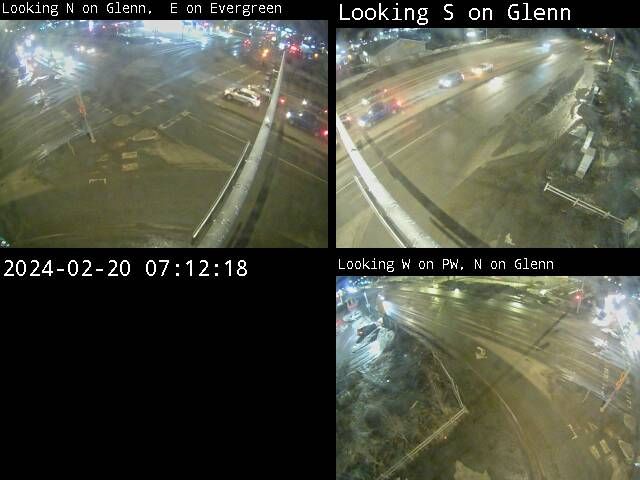 Looking N on Glenn,  E on Evergreen
Looking S on Glenn
2024-02-20 07:12:18
Looking W on PW, N on Glenn